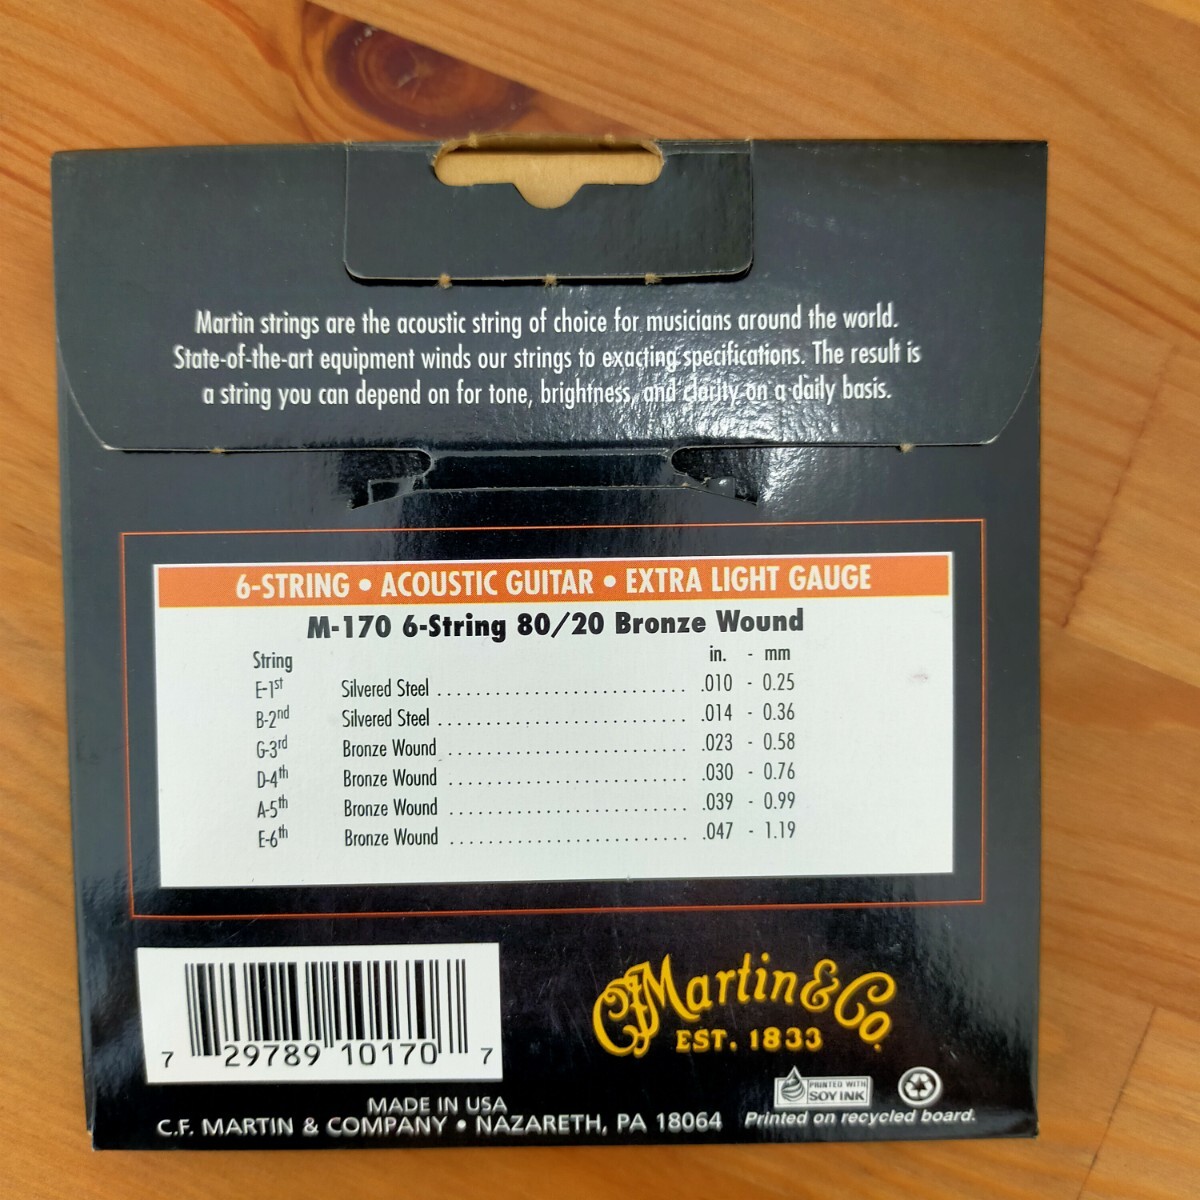 Martin strings are the acoustic string of choice for musicians around the world.
State-of-the-art equipment winds our strings to exacting specifications. The result is
a string you can depend on for tone, brightness, and clarity on a daily basis.
6-STRING • ACOUSTIC GUITAR • EXTRA LIGHT GAUGE
M-170 6-String 80/20 Bronze Wound
String in. - mm
E-1st Silvered Steel .......................... .010 - 0.25
B-2nd Silvered Steel .......................... .014 - 0.36
G-3rd Bronze Wound ......................... .023 - 0.58
D-4th Bronze Wound ......................... .030 - 0.76
A-5th Bronze Wound ......................... .039 - 0.99
E-6th Bronze Wound ......................... .047 - 1.19
7 29789 10170 7
CF Martin & Co.
EST. 1833
PRINTED WITH
SOY INK
MADE IN USA
C.F. MARTIN & COMPANY • NAZARETH, PA 18064
Printed on recycled board.